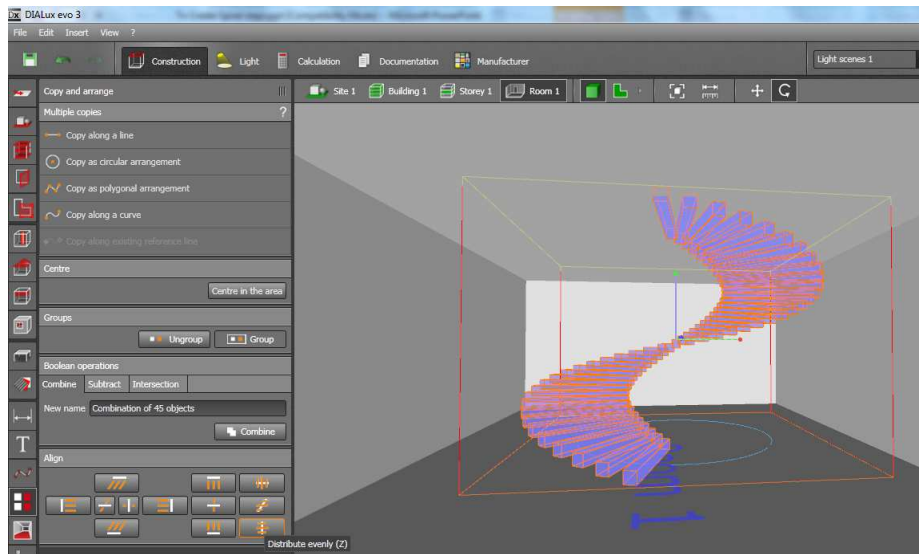 DIALux evo 3
File Edit Insert View ?
Construction Light Calculation Documentation Manufacturer Light scenes 1
Copy and arrange Site 1 Building 1 Storey 1 Room 1
Multiple copies ?
Copy along a line
Copy as circular arrangement
Copy as polygonal arrangement
Copy along a curve
Copy along existing reference line
Centre
Centre in the area
Groups
Ungroup Group
Boolean operations
Combine Subtract Intersection
New name Combination of 45 objects
Combine
Align
Distribute evenly (Z)